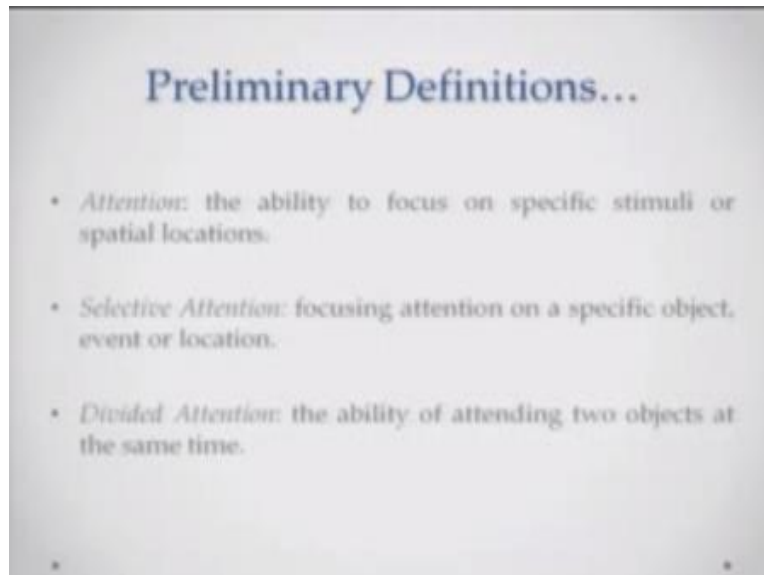 Preliminary Definitions...
• Attention: the ability to focus on specific stimuli or
spatial locations.
• Selective Attention: focusing attention on a specific object,
event or location.
• Divided Attention: the ability of attending two objects at
the same time.